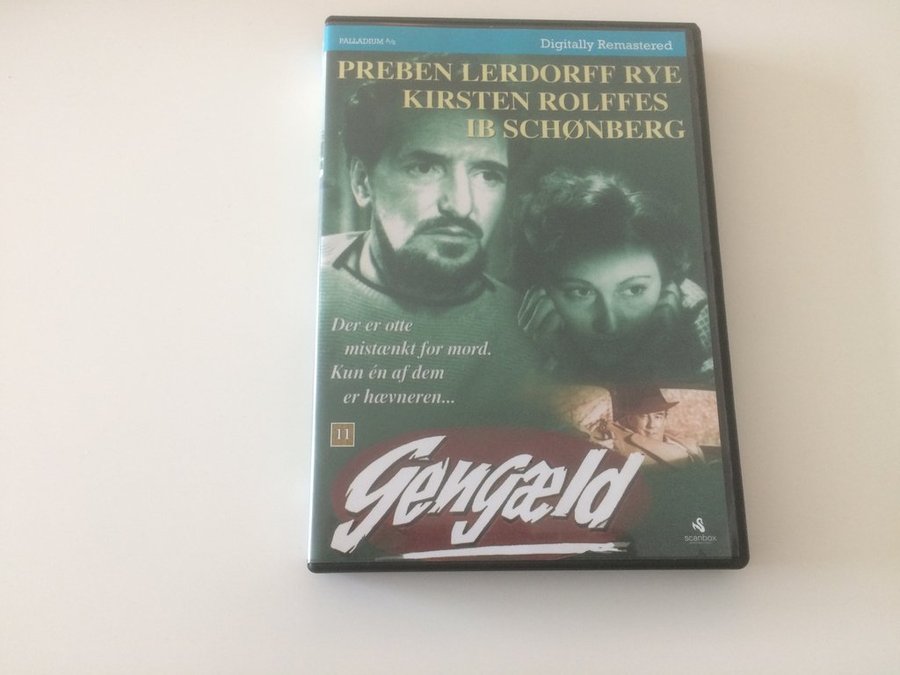 PALLADIUM A/S
Digitally Remastered
PREBEN LERDORFF RYE
KIRSTEN ROLFFES
IB SCHØNBERG
Der er otte
mistænkt for mord.
Kun én af dem
er hævneren...
11
Gengæld
scanbox